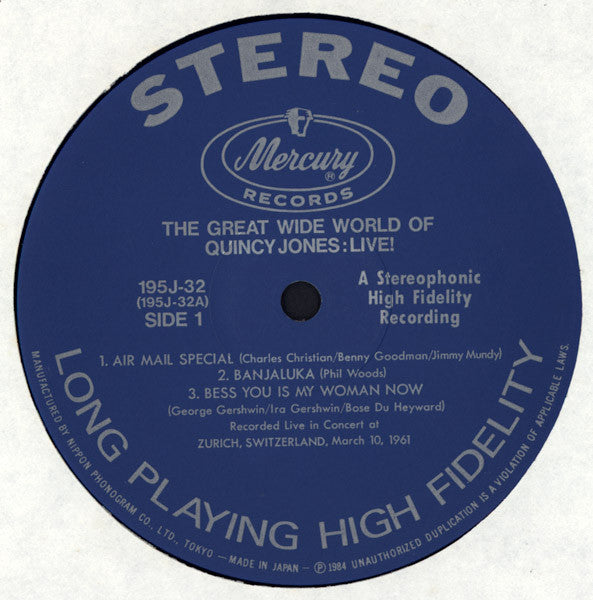 STEREO
Mercury
®
RECORDS
THE GREAT WIDE WORLD OF
QUINCY JONES:LIVE!
195J-32
(195J-32A)
SIDE 1
A Stereophonic
High Fidelity
Recording
1. AIR MAIL SPECIAL (Charles Christian/Benny Goodman/Jimmy Mundy)
2. BANJALUKA (Phil Woods)
3. BESS YOU IS MY WOMAN NOW
(George Gershwin/Ira Gershwin/Bose Du Heyward)
Recorded Live in Concert at
ZURICH, SWITZERLAND, March 10, 1961
LONG PLAYING HIGH FIDELITY
MANUFACTURED BY NIPPON PHONOGRAM CO., LTD., TOKYO – MADE IN JAPAN – Ⓟ 1984 UNAUTHORIZED DUPLICATION IS A VIOLATION OF APPLICABLE LAWS.